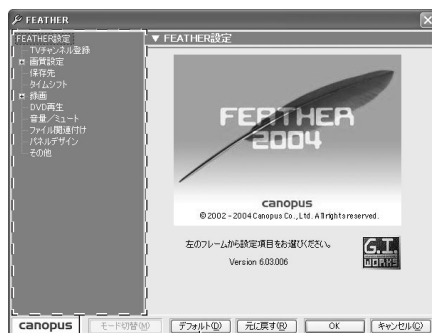 FEATHER
FEATHER設定
TVチャンネル登録
画質設定
保存先
タイムシフト
録画
DVD再生
音量/ミュート
ファイル関連付け
パネルデザイン
その他
▼ FEATHER設定
FEATHER
2004
canopus
©2002 - 2004 Canopus Co., Ltd. All rights reserved.
左のフレームから設定項目をお選びください。
Version 6.03.006
G.I.
WORKS
canopus
モード切替(M)
デフォルト(D)
元に戻す(R)
OK
キャンセル(C)